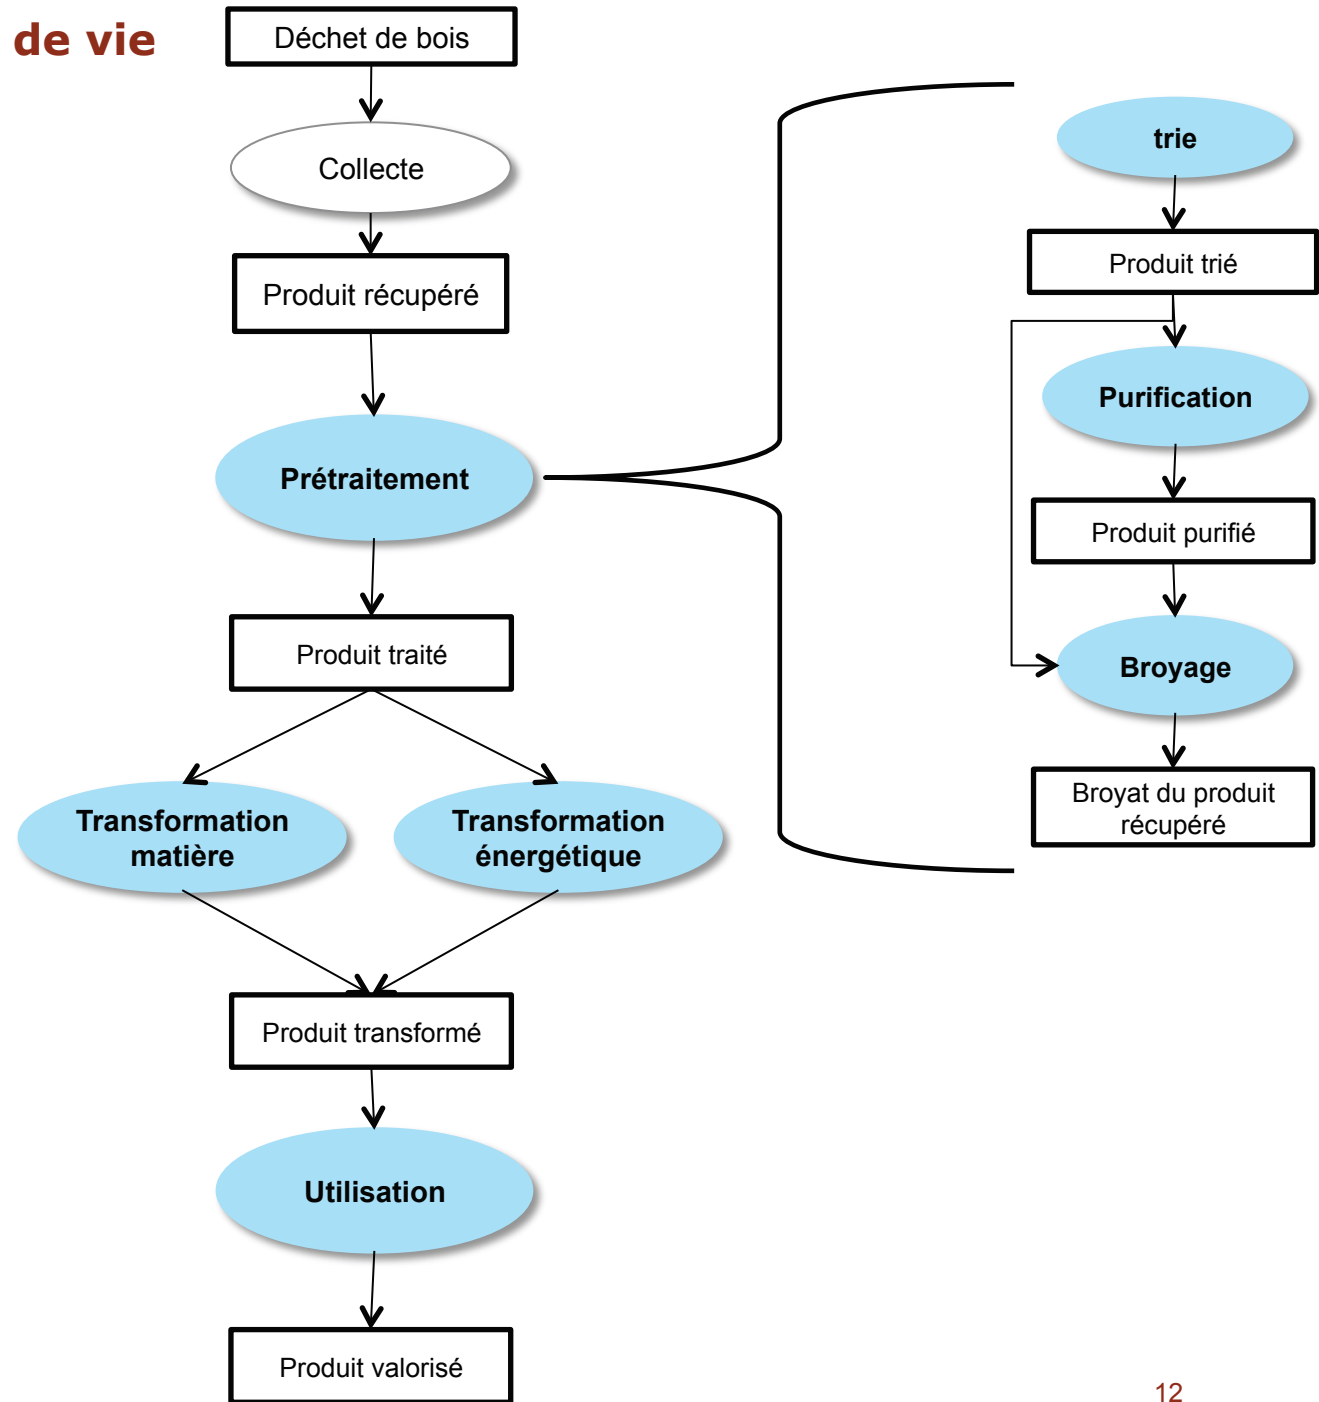 de vie
Déchet de bois
Collecte
Produit récupéré
Prétraitement
Produit traité
Transformation
matière
Transformation
énergétique
Produit transformé
Utilisation
Produit valorisé
trie
Produit trié
Purification
Produit purifié
Broyage
Broyat du produit
récupéré
12